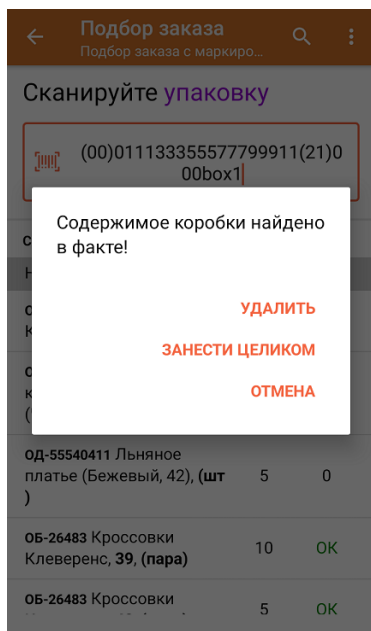 Подбор заказа
Подбор заказа с маркиро...
Сканируйте упаковку
(00)011133355577799911(21)0
00box1
Содержимое коробки найдено
в факте!
УДАЛИТЬ
ЗАНЕСТИ ЦЕЛИКОМ
ОТМЕНА
ОД-55540411 Льняное
платье (Бежевый, 42), (шт 5 0
)
ОБ-26483 Кроссовки
Клеверенс, 39, (пара) 10 ОК
ОБ-26483 Кроссовки
5 ОК